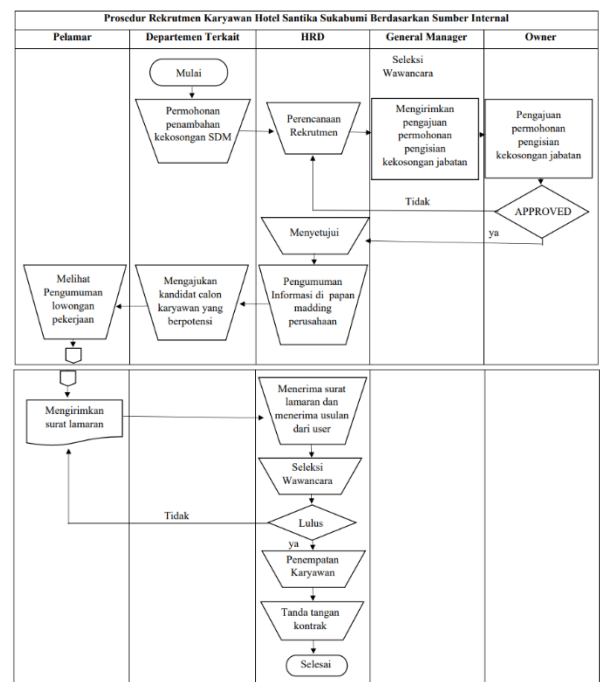 Prosedur Rekrutmen Karyawan Hotel Santika Sukabumi Berdasarkan Sumber Internal
Pelamar
Departemen Terkait
HRD
General Manager
Owner
Seleksi
Wawancara
Mulai
Permohonan
penambahan
kekosongan SDM
Perencanaan
Rekrutmen
Mengirimkan
pengajuan
permohonan
pengisian
kekosongan jabatan
Pengajuan
permohonan
pengisian
kekosongan jabatan
Tidak
APPROVED
ya
Menyetujui
Melihat
Pengumuman
lowongan
pekerjaan
Mengajukan
kandidat calon
karyawan yang
berpotensi
Pengumuman
Informasi di papan
madding
perusahaan
Mengirimkan
surat lamaran
Menerima surat
lamaran dan
menerima usulan
dari user
Seleksi
Wawancara
Tidak
Lulus
ya
Penempatan
Karyawan
Tanda tangan
kontrak
Selesai